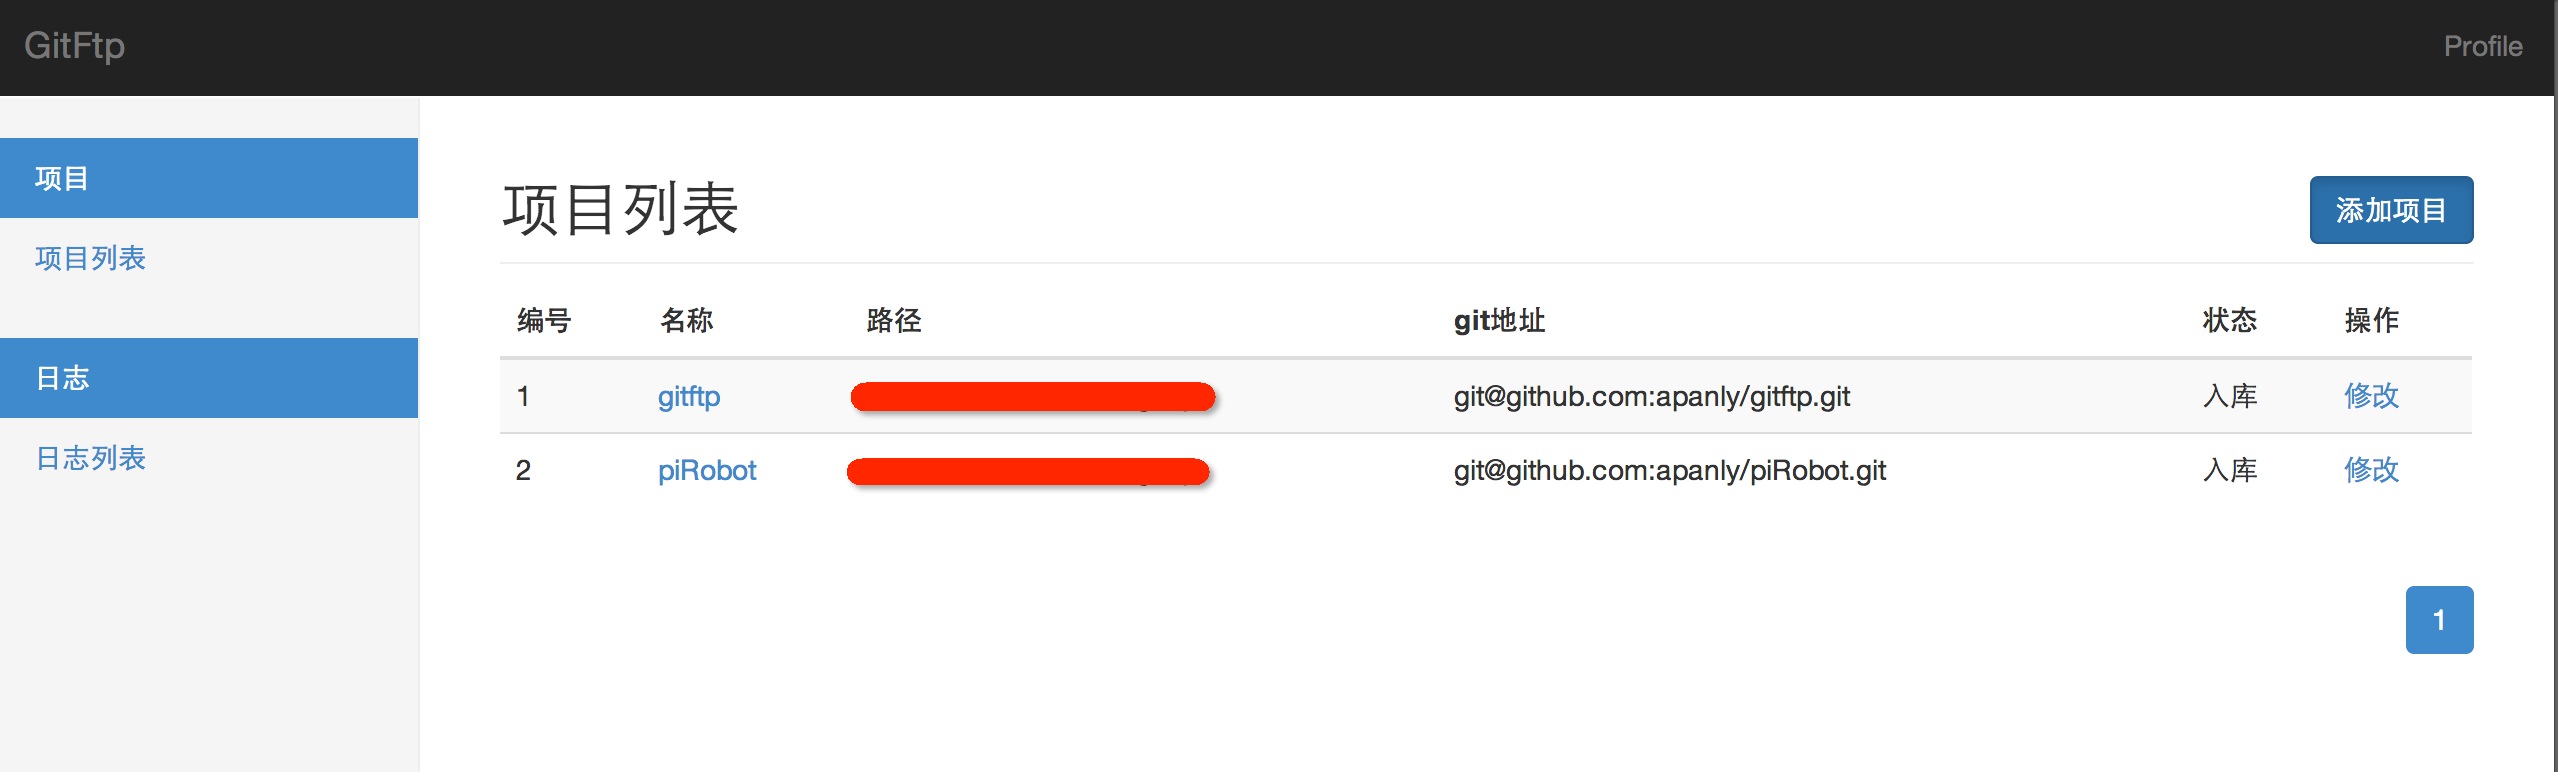 GitFtp Profile
项目
项目列表
日志
日志列表
项目列表 添加项目
编号 名称 路径 git地址 状态 操作
1 gitftp git@github.com:apanly/gitftp.git 入库 修改
2 piRobot git@github.com:apanly/piRobot.git 入库 修改
1